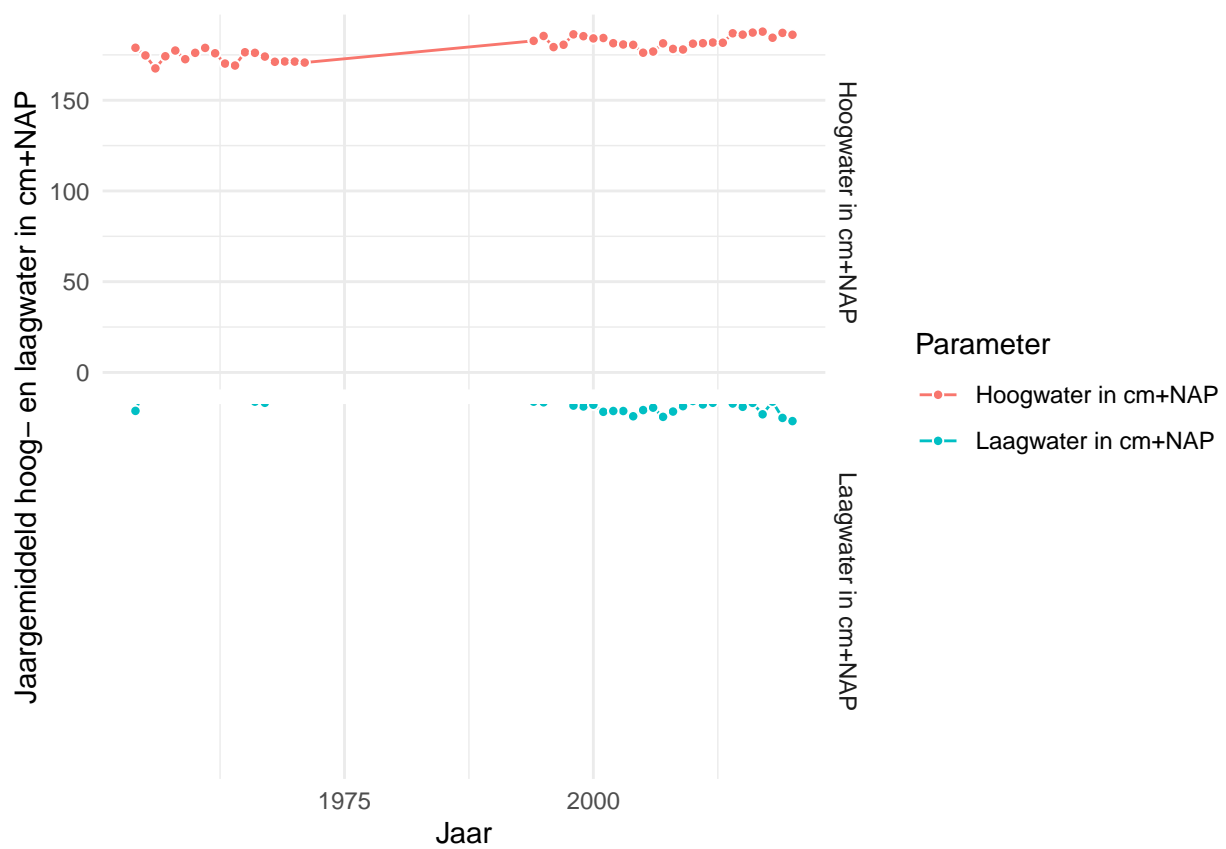 Jaargemiddeld hoog− en laagwater in cm+NAP
150
100
50
0
Hoogwater in cm+NAP
Laagwater in cm+NAP
1975
2000
Jaar
Parameter
Hoogwater in cm+NAP
Laagwater in cm+NAP